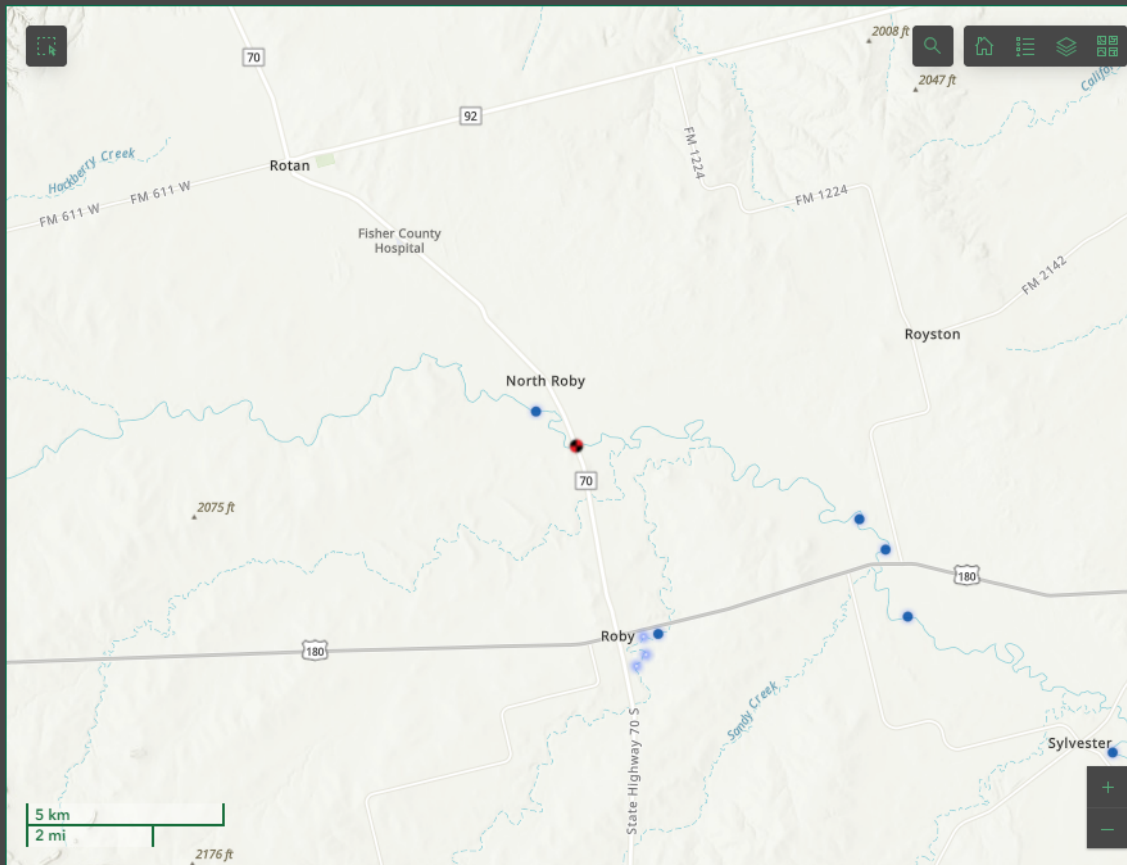 2008 ft
70
2047 ft
92
Hackberry Creek
FM 1224
Rotan
FM 611 W
FM 1224
FM 611 W
Fisher County
Hospital
FM 2142
Royston
North Roby
70
2075 ft
180
Roby
180
Sandy Creek
State Highway 70 S
Sylvester
5 km
2 mi
2176 ft